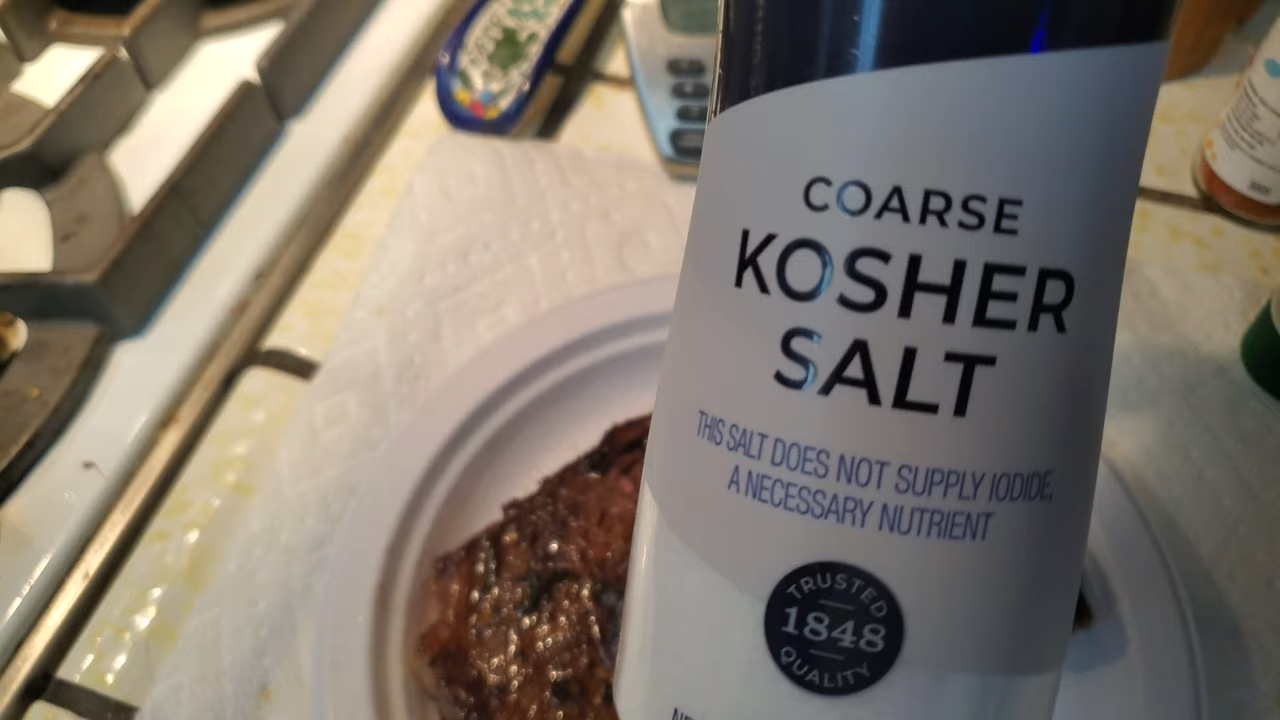 COARSE
KOSHER
SALT
THIS SALT DOES NOT SUPPLY IODIDE,
A NECESSARY NUTRIENT
TRUSTED
1848
QUALITY